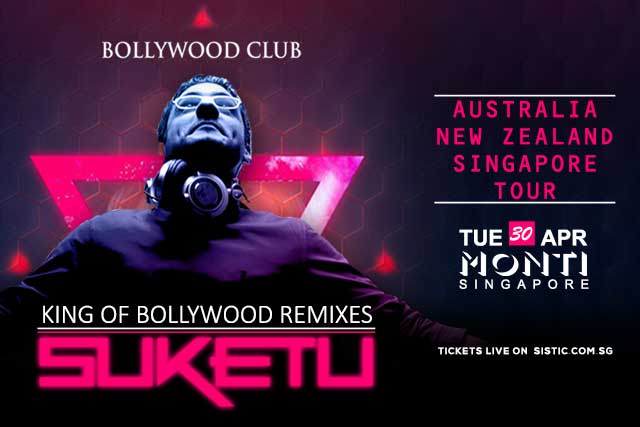 BOLLYWOOD CLUB
KING OF BOLLYWOOD REMIXES
SUKETU
AUSTRALIA
NEW ZEALAND
SINGAPORE
TOUR
TUE 30 APR
MONTI
SINGAPORE
TICKETS LIVE ON SISTIC.COM.SG